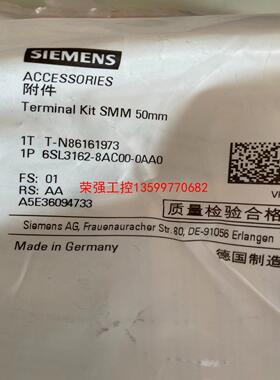 SIEMENS
ACCESSORIES
附件
Terminal Kit SMM 50mm
1T T-N86161973
1P 6SL3162-8AC00-0AA0
FS: 01
荣强工控13599770682
RS: AA
A5E36094733
质量检验合格
Siemens AG, Frauenauracher Str.80, DE-91056 Erlangen
Made in Germany
德国制造